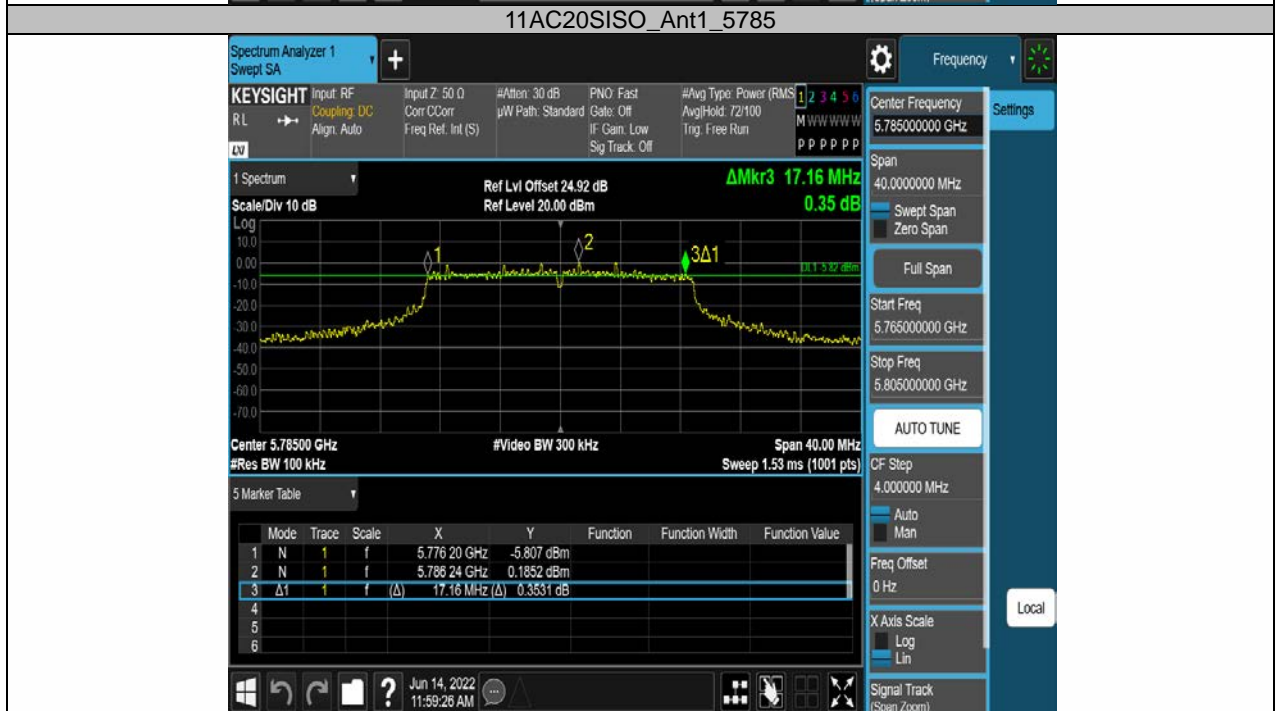 11AC20SISO_Ant1_5785
Spectrum Analyzer 1
Swept SA
+
Frequency
KEYSIGHT
RL
LXI
Input: RF
Coupling: DC
Align: Auto
Input Z: 50 Ω
Corr CCorr
Freq Ref: Int (S)
#Atten: 30 dB
µW Path: Standard
PNO: Fast
Gate: Off
IF Gain: Low
Sig Track: Off
#Avg Type: Power (RMS
Avg|Hold: 72/100
Trig: Free Run
1 2 3 4 5 6
M W W W W W
P P P P P P
1 Spectrum
Scale/Div 10 dB
Ref Lvl Offset 24.92 dB
Ref Level 20.00 dBm
ΔMkr3 17.16 MHz
0.35 dB
Log
10.0
0.00
-10.0
-20.0
-30.0
-40.0
-50.0
-60.0
-70.0
1
2
3Δ1
DL1 -5.82 dBm
Center 5.78500 GHz
#Res BW 100 kHz
#Video BW 300 kHz
Span 40.00 MHz
Sweep 1.53 ms (1001 pts)
5 Marker Table
Mode Trace Scale X Y Function Function Width Function Value
1 N 1 f 5.776 20 GHz -5.807 dBm
2 N 1 f 5.786 24 GHz 0.1852 dBm
3 Δ1 1 f (Δ) 17.16 MHz (Δ) 0.3531 dB
4
5
6
?
Jun 14, 2022
11:59:26 AM
Center Frequency
5.785000000 GHz
Settings
Span
40.0000000 MHz
Swept Span
Zero Span
Full Span
Start Freq
5.765000000 GHz
Stop Freq
5.805000000 GHz
AUTO TUNE
CF Step
4.000000 MHz
Auto
Man
Freq Offset
0 Hz
X Axis Scale
Log
Lin
Local
Signal Track
(Span Zoom)